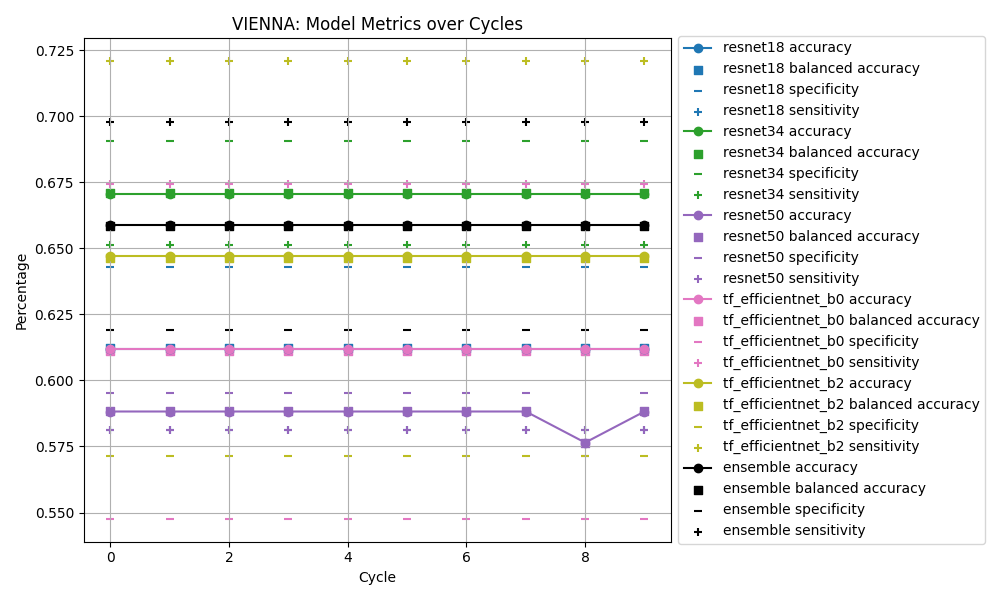 VIENNA: Model Metrics over Cycles
0.725
0.700
0.675
0.650
0.625
0.600
0.575
0.550
Percentage
0 2 4 6 8
Cycle
resnet18 accuracy
resnet18 balanced accuracy
resnet18 specificity
resnet18 sensitivity
resnet34 accuracy
resnet34 balanced accuracy
resnet34 specificity
resnet34 sensitivity
resnet50 accuracy
resnet50 balanced accuracy
resnet50 specificity
resnet50 sensitivity
tf_efficientnet_b0 accuracy
tf_efficientnet_b0 balanced accuracy
tf_efficientnet_b0 specificity
tf_efficientnet_b0 sensitivity
tf_efficientnet_b2 accuracy
tf_efficientnet_b2 balanced accuracy
tf_efficientnet_b2 specificity
tf_efficientnet_b2 sensitivity
ensemble accuracy
ensemble balanced accuracy
ensemble specificity
ensemble sensitivity